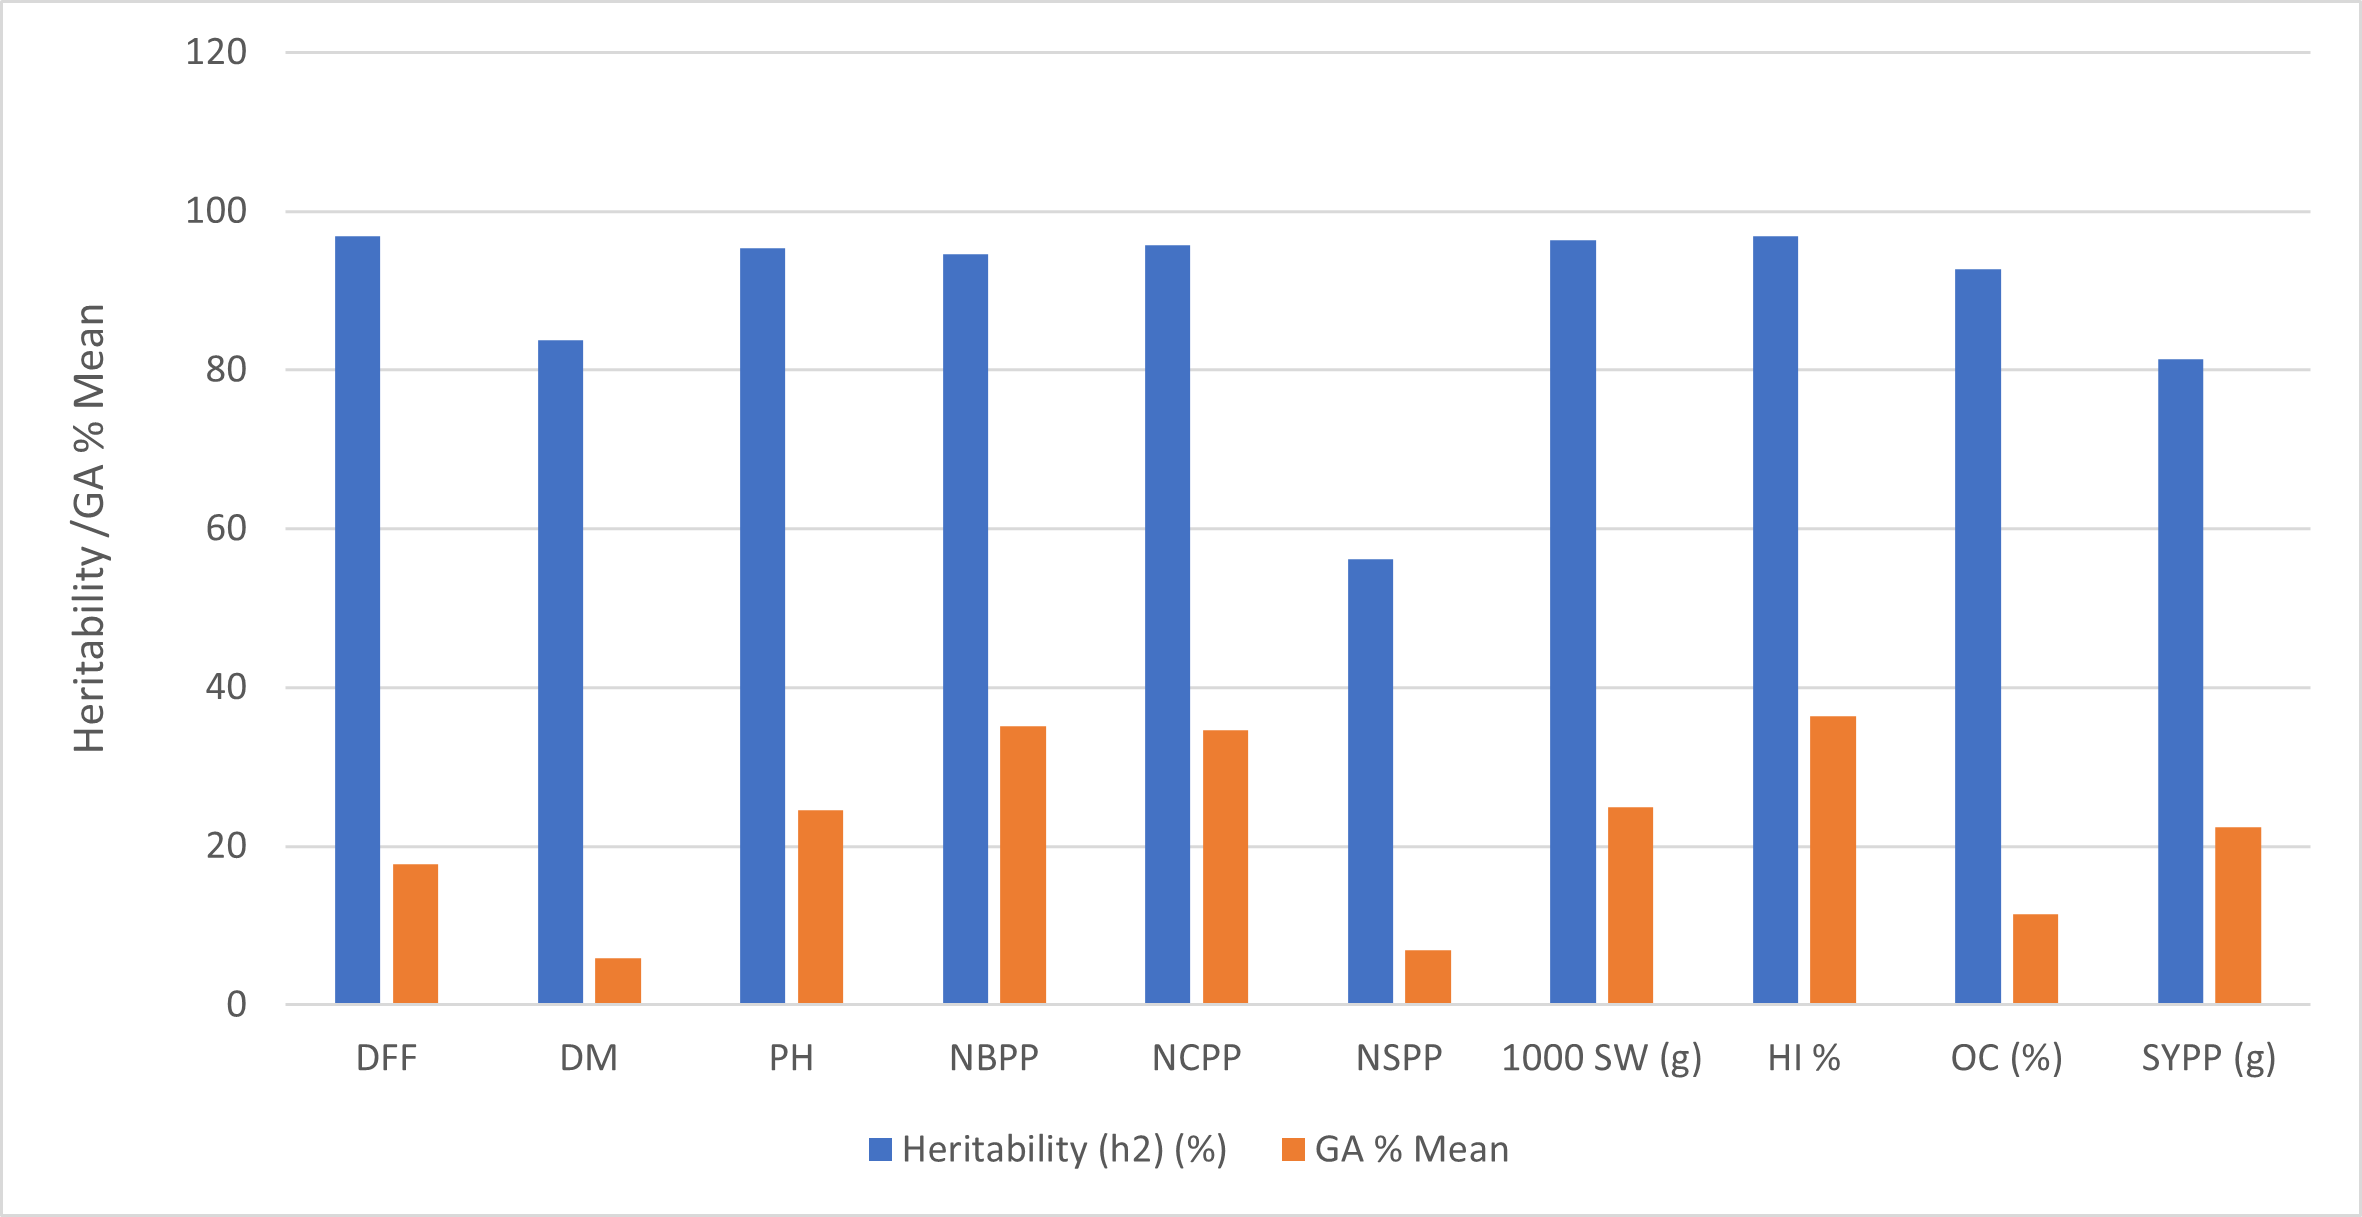 120
100
80
60
40
20
0
Heritability /GA % Mean
DFF DM PH NBPP NCPP NSPP 1000 SW (g) HI % OC (%) SYPP (g)
Heritability (h2) (%) GA % Mean